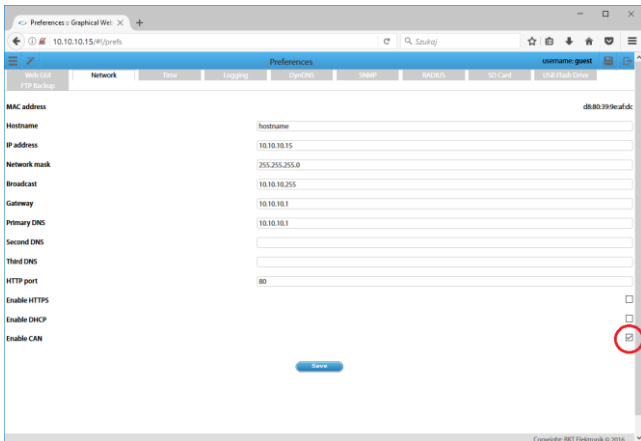 Preferences :: Graphical Wel
10.10.10.15/#!/prefs
Szukaj
Preferences
username: guest
Web GUI Network Time Logging DynDNS SNMP RADIUS SD Card USB Flash Drive
FTP Backup
MAC address d8:80:39:9e:af:dc
Hostname hostname
IP address 10.10.10.15
Network mask 255.255.255.0
Broadcast 10.10.10.255
Gateway 10.10.10.1
Primary DNS 10.10.10.1
Second DNS
Third DNS
HTTP port 80
Enable HTTPS
Enable DHCP
Enable CAN
Save
Copyright: BKT Elektronik © 2016